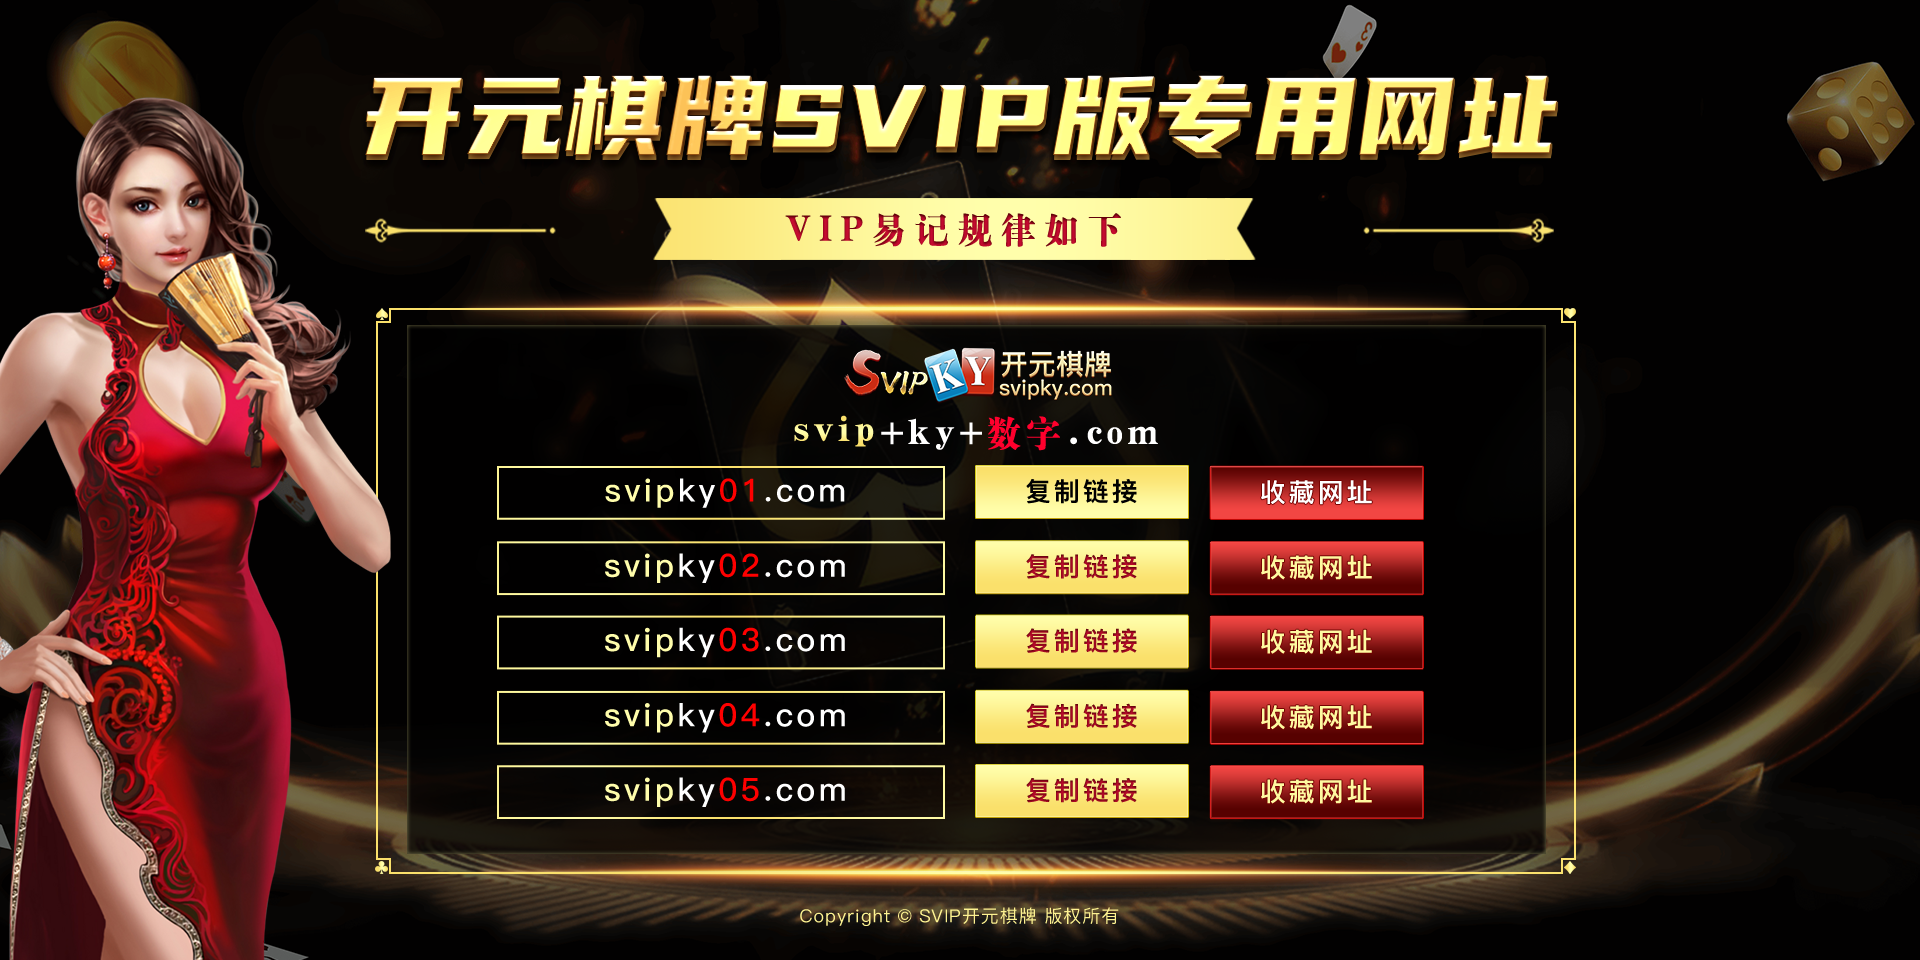 开元棋牌SVIP版专用网址
VIP易记规律如下
SVIPKY开元棋牌
svipky.com
svip+ky+数字.com
svipky01.com 复制链接 收藏网址
svipky02.com 复制链接 收藏网址
svipky03.com 复制链接 收藏网址
svipky04.com 复制链接 收藏网址
svipky05.com 复制链接 收藏网址
Copyright © SVIP开元棋牌 版权所有